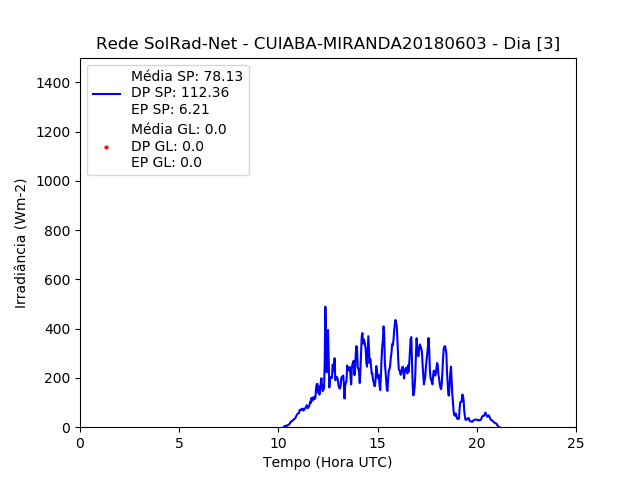 Rede SolRad-Net - CUIABA-MIRANDA20180603 - Dia [3]
Média SP: 78.13
DP SP: 112.36
EP SP: 6.21
Média GL: 0.0
DP GL: 0.0
EP GL: 0.0
Irradiância (Wm-2)
1400
1200
1000
800
600
400
200
0
0 5 10 15 20 25
Tempo (Hora UTC)